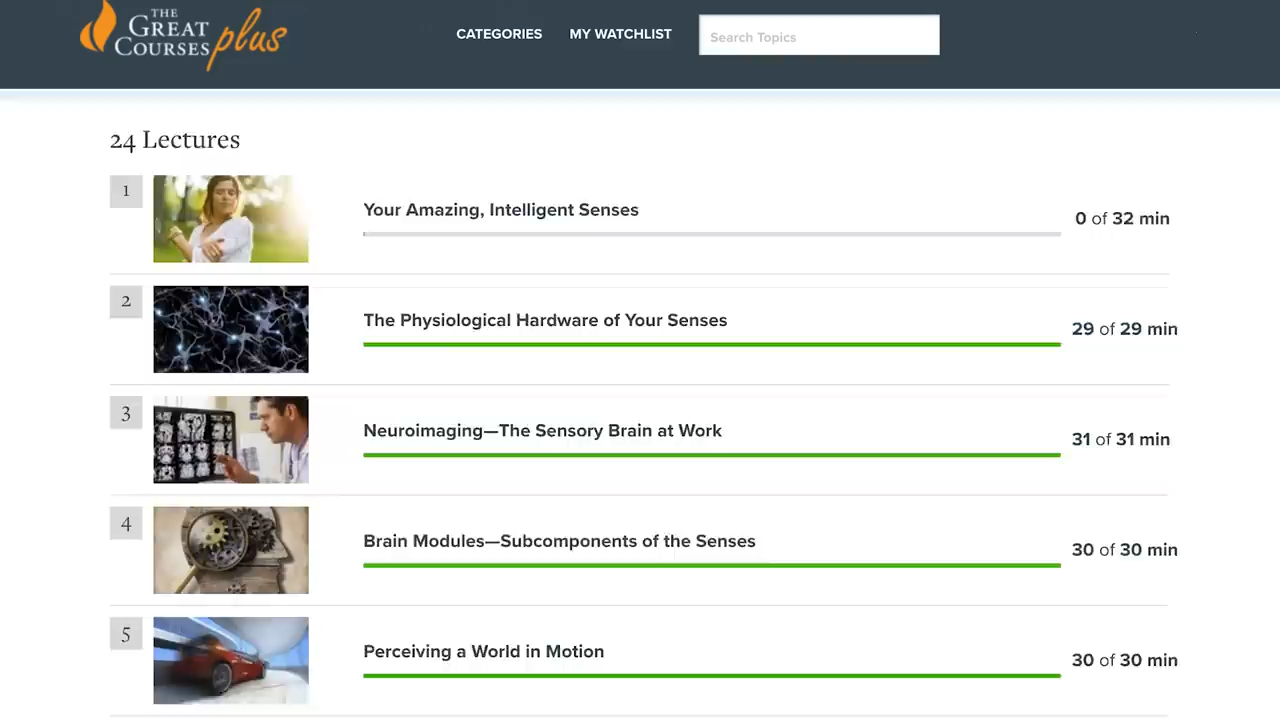 THE
GREAT
COURSES plus
CATEGORIES MY WATCHLIST Search Topics
24 Lectures
1 Your Amazing, Intelligent Senses 0 of 32 min
2 The Physiological Hardware of Your Senses 29 of 29 min
3 Neuroimaging—The Sensory Brain at Work 31 of 31 min
4 Brain Modules—Subcomponents of the Senses 30 of 30 min
5 Perceiving a World in Motion 30 of 30 min